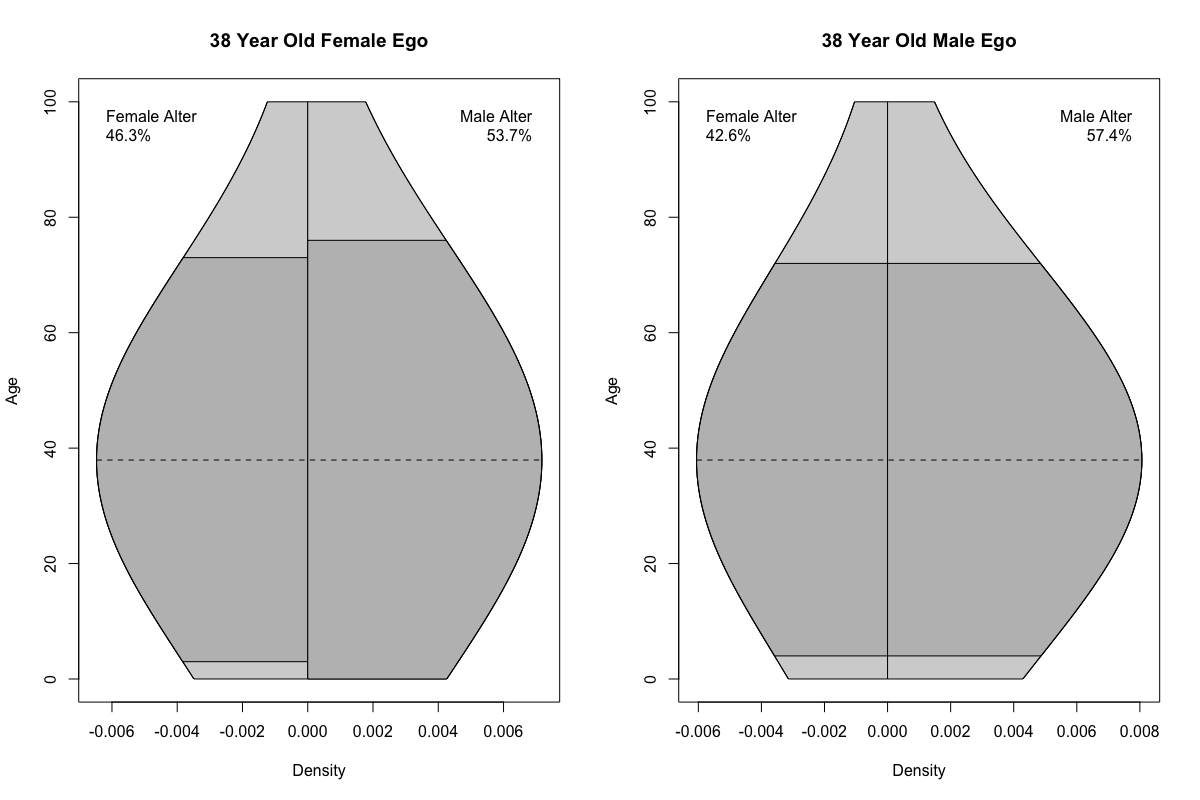 38 Year Old Female Ego
Female Alter
46.3%
Male Alter
53.7%
Age
100
80
60
40
20
0
-0.006 -0.004 -0.002 0.000 0.002 0.004 0.006
Density
38 Year Old Male Ego
Female Alter
42.6%
Male Alter
57.4%
Age
100
80
60
40
20
0
-0.006 -0.004 -0.002 0.000 0.002 0.004 0.006 0.008
Density